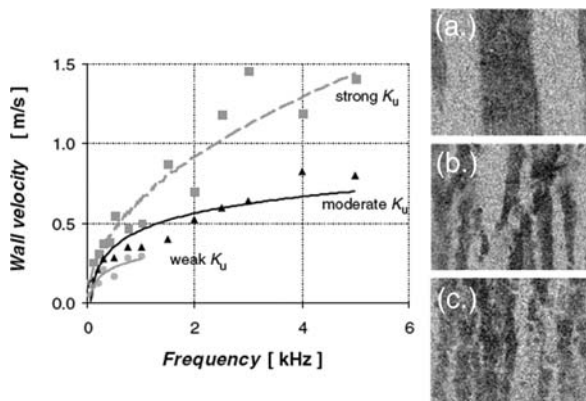 Wall velocity [ m/s ]
1.5
1.0
0.5
0.0
0
2
4
6
Frequency [ kHz ]
strong Ku
moderate Ku
weak Ku
(a.)
(b.)
(c.)